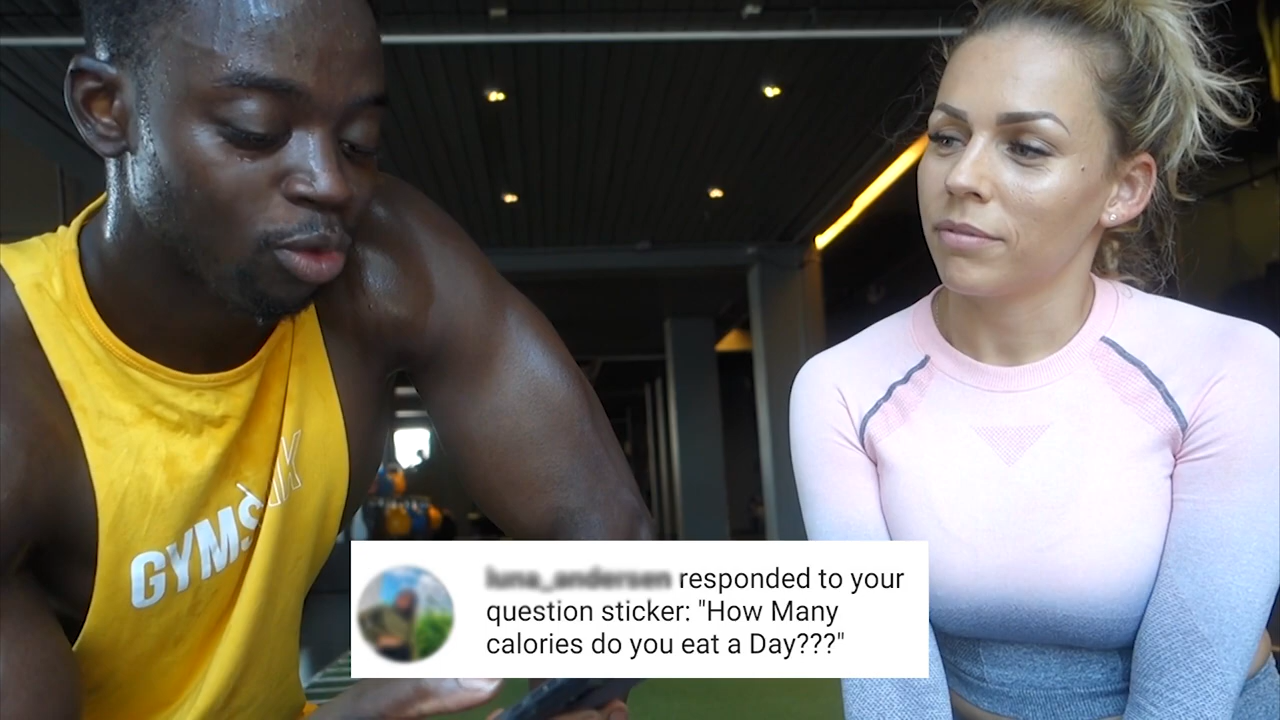 GYMS
responded to your
question sticker: "How Many
calories do you eat a Day???"